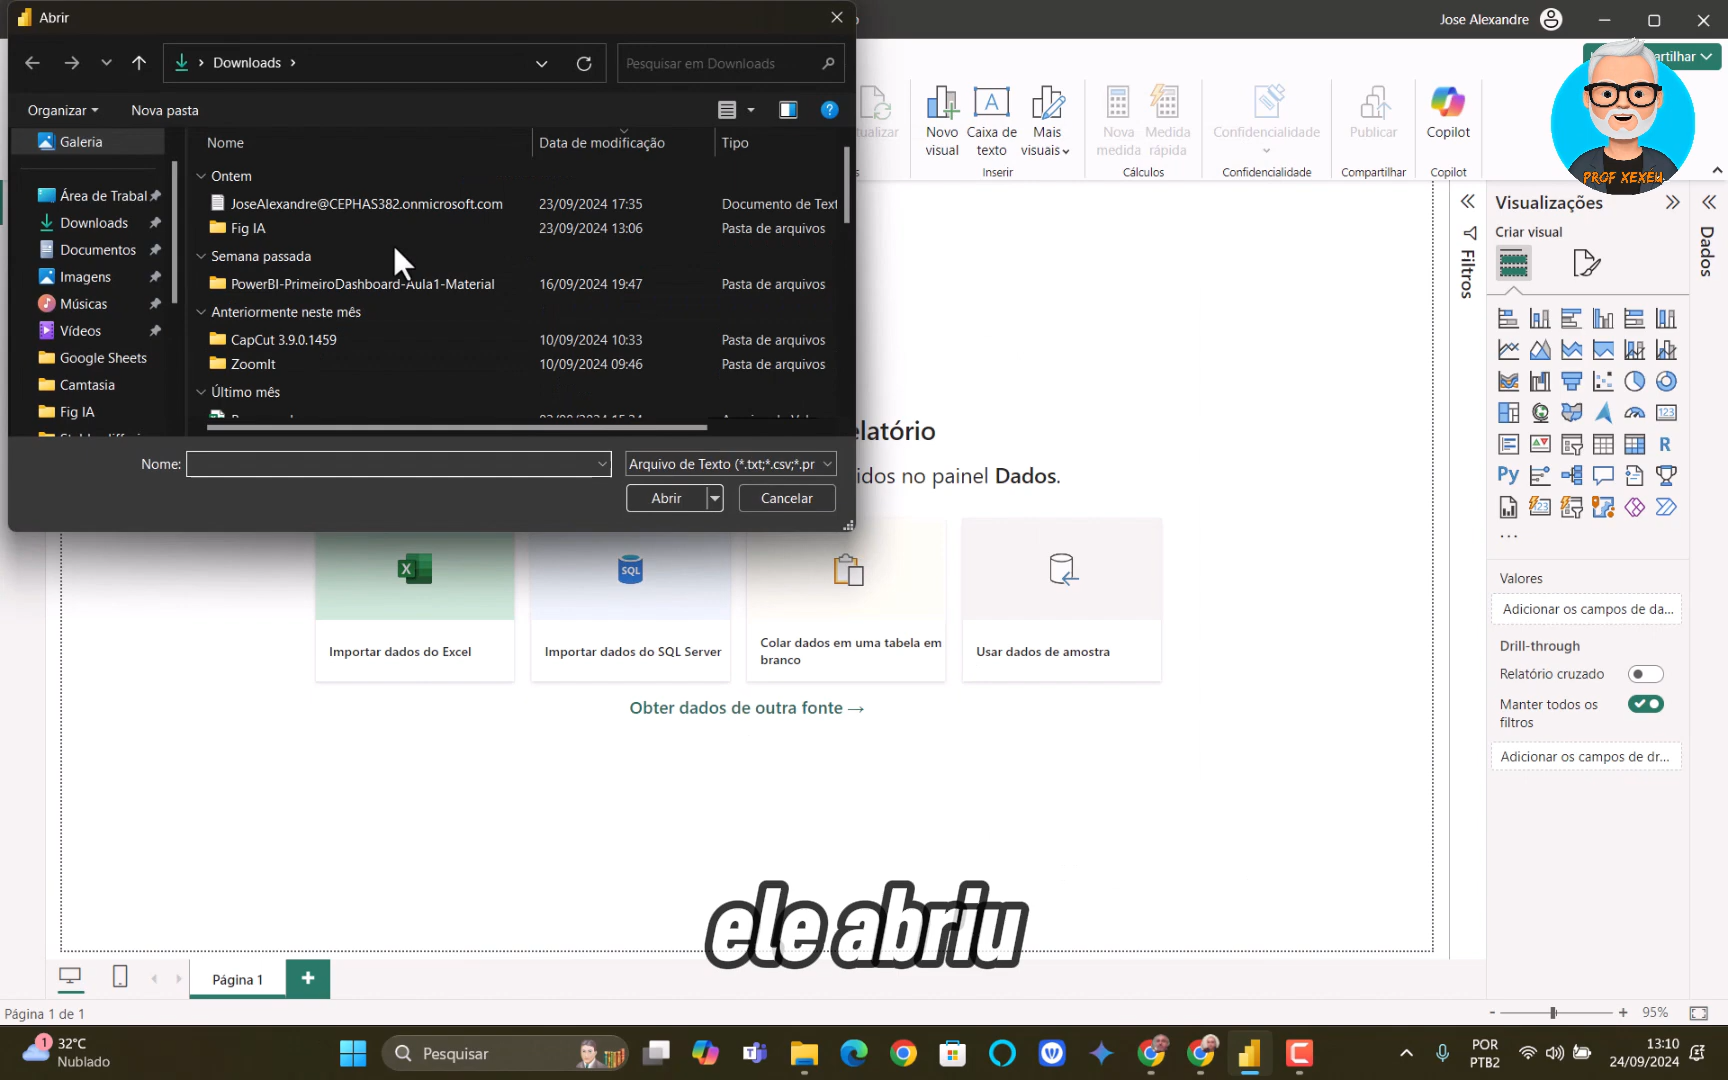 Abrir
Jose Alexandre
Downloads
Pesquisar em Downloads
Organizar
Nova pasta
Galeria
Área de Trabal
Downloads
Documentos
Imagens
Músicas
Vídeos
Google Sheets
Camtasia
Fig IA
Nome
Data de modificação
Tipo
Ontem
JoseAlexandre@CEPHAS382.onmicrosoft.com 23/09/2024 17:35 Documento de Text
Fig IA 23/09/2024 13:06 Pasta de arquivos
Semana passada
PowerBI-PrimeiroDashboard-Aula1-Material 16/09/2024 19:47 Pasta de arquivos
Anteriormente neste mês
CapCut 3.9.0.1459 10/09/2024 10:33 Pasta de arquivos
ZoomIt 10/09/2024 09:46 Pasta de arquivos
Último mês
Nome:
Arquivo de Texto (*.txt;*.csv;*.pr
Abrir
Cancelar
artilhar
ualizar
Novo visual
Caixa de texto
Mais visuais
Inserir
Nova medida
Medida rápida
Cálculos
Confidencialidade
Confidencialidade
Publicar
Compartilhar
Copilot
Copilot
PROF XEXEU
elatório
idos no painel Dados.
Importar dados do Excel
SQL
Importar dados do SQL Server
Colar dados em uma tabela em
branco
Usar dados de amostra
Obter dados de outra fonte →
Filtros
Visualizações
Criar visual
Dados
123
R
Py
123
...
Valores
Adicionar os campos de da...
Drill-through
Relatório cruzado
Manter todos os
filtros
Adicionar os campos de dr...
ele abriu
Página 1
+
Página 1 de 1
- + 95%
1
32°C
Nublado
Pesquisar
POR
PTB2
13:10
24/09/2024